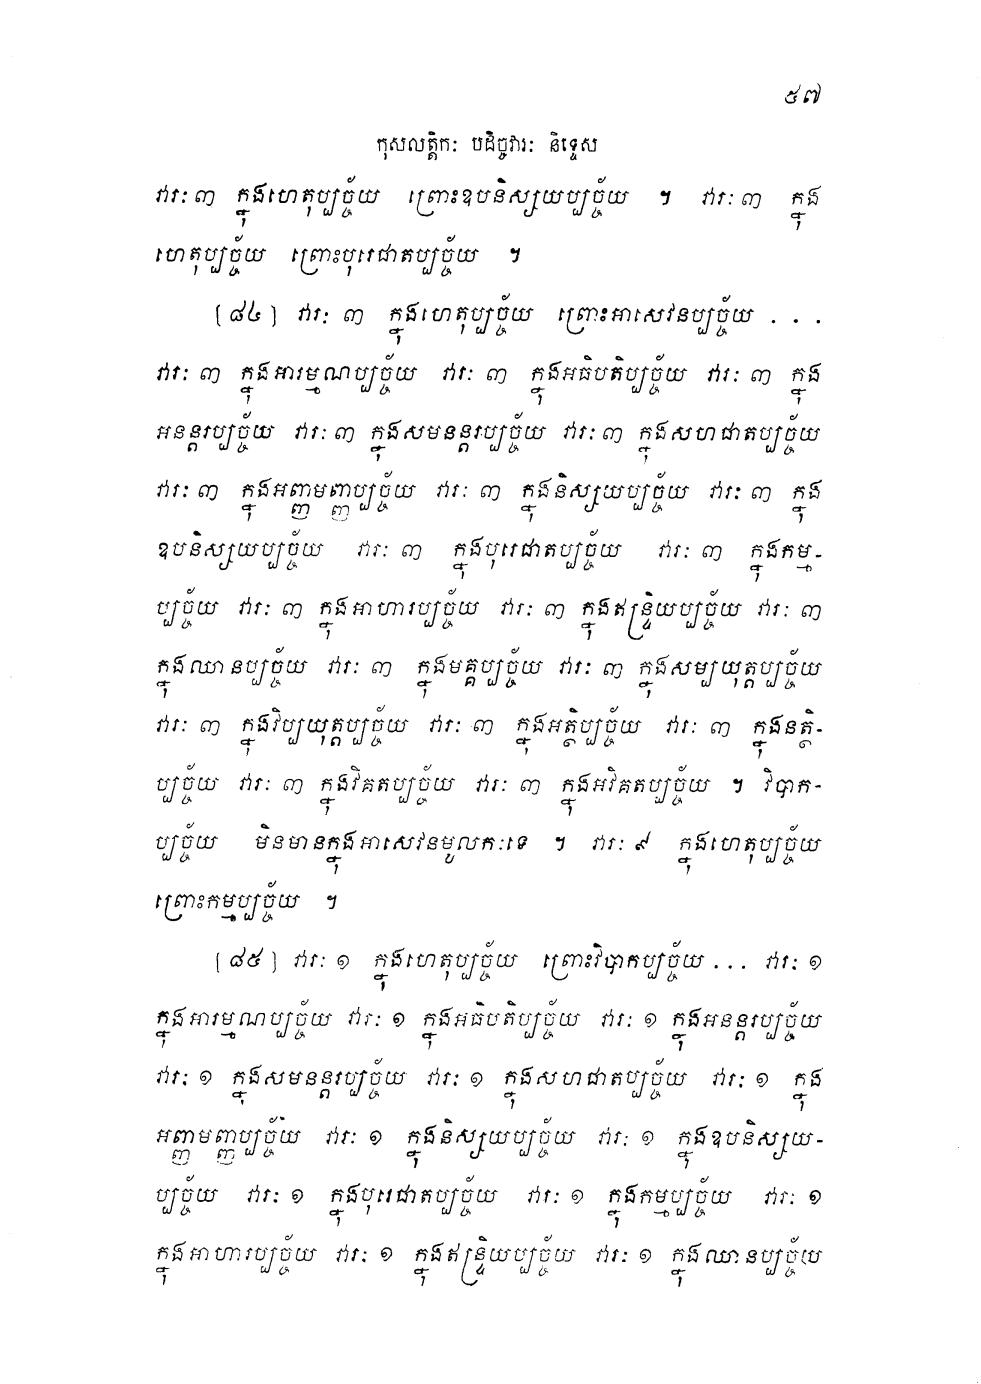 ៥៧
កុសលត្តិកៈ បដិច្ចវារៈ និទ្ទេស
វារៈ ៣ ក្នុងហេតុប្បច្ច័យ ព្រោះឧបនិស្សយប្បច្ច័យ ។ វារៈ ៣ ក្នុង
ហេតុប្បច្ច័យ ព្រោះបុរេជាតប្បច្ច័យ ។
[៨៤] វារៈ ៣ ក្នុងហេតុប្បច្ច័យ ព្រោះអាសេវនប្បច្ច័យ . . .
វារៈ ៣ ក្នុងអារម្មណប្បច្ច័យ វារៈ ៣ ក្នុងអធិបតិប្បច្ច័យ វារៈ ៣ ក្នុង
អនន្តរប្បច្ច័យ វារៈ ៣ ក្នុងសមនន្តរប្បច្ច័យ វារៈ ៣ ក្នុងសហជាតប្បច្ច័យ
វារៈ ៣ ក្នុងអញ្ញាមញ្ញប្បច្ច័យ វារៈ ៣ ក្នុងនិស្សយប្បច្ច័យ វារៈ ៣ ក្នុង
ឧបនិស្សយប្បច្ច័យ វារៈ ៣ ក្នុងបុរេជាតប្បច្ច័យ វារៈ ៣ ក្នុងកម្ម-
ប្បច្ច័យ វារៈ ៣ ក្នុងអាហារប្បច្ច័យ វារៈ ៣ ក្នុងឥន្ទ្រិយប្បច្ច័យ វារៈ ៣
ក្នុងឈានប្បច្ច័យ វារៈ ៣ ក្នុងមគ្គប្បច្ច័យ វារៈ ៣ ក្នុងសម្បយុត្តប្បច្ច័យ
វារៈ ៣ ក្នុងវិប្បយុត្តប្បច្ច័យ វារៈ ៣ ក្នុងអត្ថិប្បច្ច័យ វារៈ ៣ ក្នុងនត្ថិ-
ប្បច្ច័យ វារៈ ៣ ក្នុងវិគតប្បច្ច័យ វារៈ ៣ ក្នុងអវិគតប្បច្ច័យ ។ វិបាក-
ប្បច្ច័យ មិនមានក្នុងអាសេវនមូលកៈទេ ។ វារៈ ៩ ក្នុងហេតុប្បច្ច័យ
ព្រោះកម្មប្បច្ច័យ ។
[៨៥] វារៈ ១ ក្នុងហេតុប្បច្ច័យ ព្រោះវិបាកប្បច្ច័យ ... វារៈ ១
ក្នុងអារម្មណប្បច្ច័យ វារៈ ១ ក្នុងអធិបតិប្បច្ច័យ វារៈ ១ ក្នុងអនន្តរប្បច្ច័យ
វារៈ ១ ក្នុងសមនន្តរប្បច្ច័យ វារៈ ១ ក្នុងសហជាតប្បច្ច័យ វារៈ ១ ក្នុង
អញ្ញាមញ្ញប្បច្ច័យ វារៈ ១ ក្នុងនិស្សយប្បច្ច័យ វារៈ ១ ក្នុងឧបនិស្សយ-
ប្បច្ច័យ វារៈ ១ ក្នុងបុរេជាតប្បច្ច័យ វារៈ ១ ក្នុងកម្មប្បច្ច័យ វារៈ ១
ក្នុងអាហារប្បច្ច័យ វារៈ ១ ក្នុងឥន្ទ្រិយប្បច្ច័យ វារៈ ១ ក្នុងឈានប្បច្ច័យ